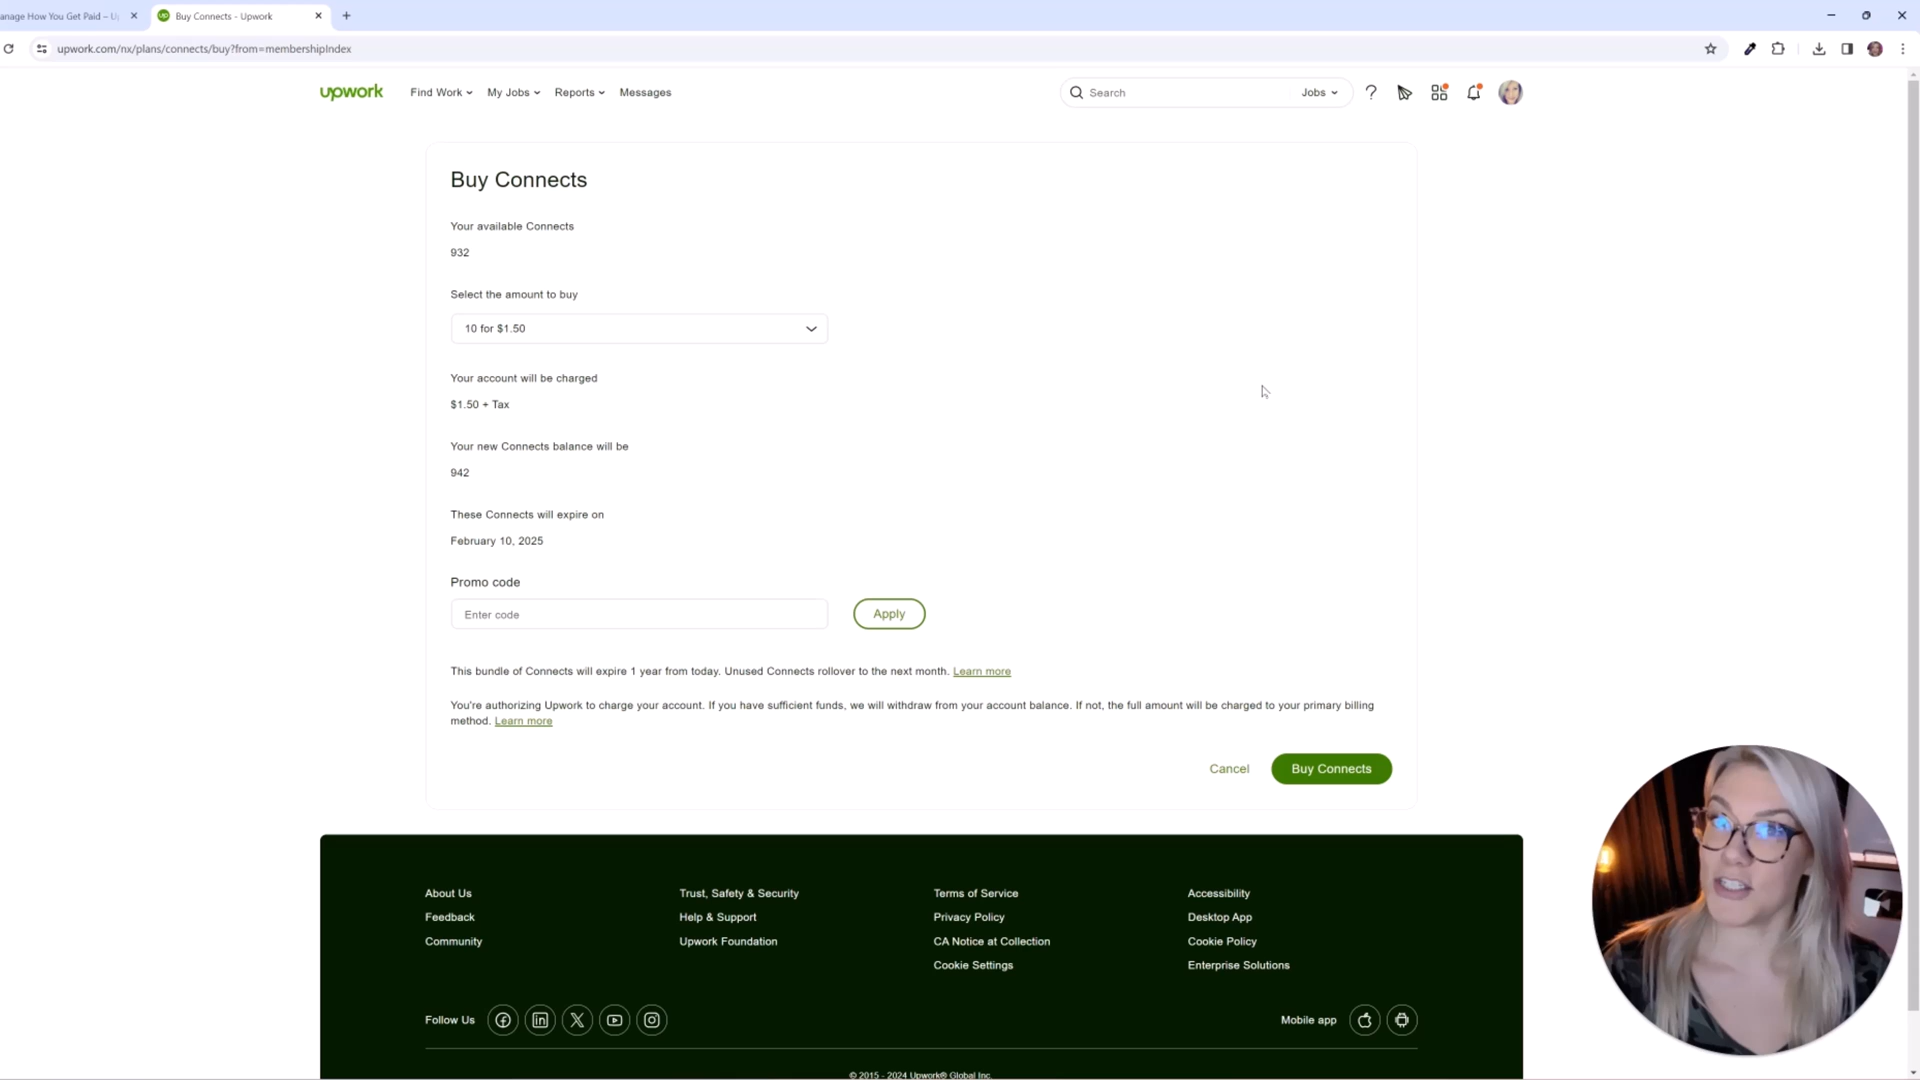 anage How You Get Paid – U
Buy Connects - Upwork
upwork.com/nx/plans/connects/buy?from=membershipIndex
upwork
Find Work
My Jobs
Reports
Messages
Search
Jobs
Buy Connects
Your available Connects
932
Select the amount to buy
10 for $1.50
Your account will be charged
$1.50 + Tax
Your new Connects balance will be
942
These Connects will expire on
February 10, 2025
Promo code
Enter code
Apply
This bundle of Connects will expire 1 year from today. Unused Connects rollover to the next month. Learn more
You're authorizing Upwork to charge your account. If you have sufficient funds, we will withdraw from your account balance. If not, the full amount will be charged to your primary billing
method. Learn more
Cancel
Buy Connects
About Us
Trust, Safety & Security
Terms of Service
Accessibility
Feedback
Help & Support
Privacy Policy
Desktop App
Community
Upwork Foundation
CA Notice at Collection
Cookie Policy
Cookie Settings
Enterprise Solutions
Follow Us
Mobile app
© 2015 - 2024 Upwork® Global Inc.